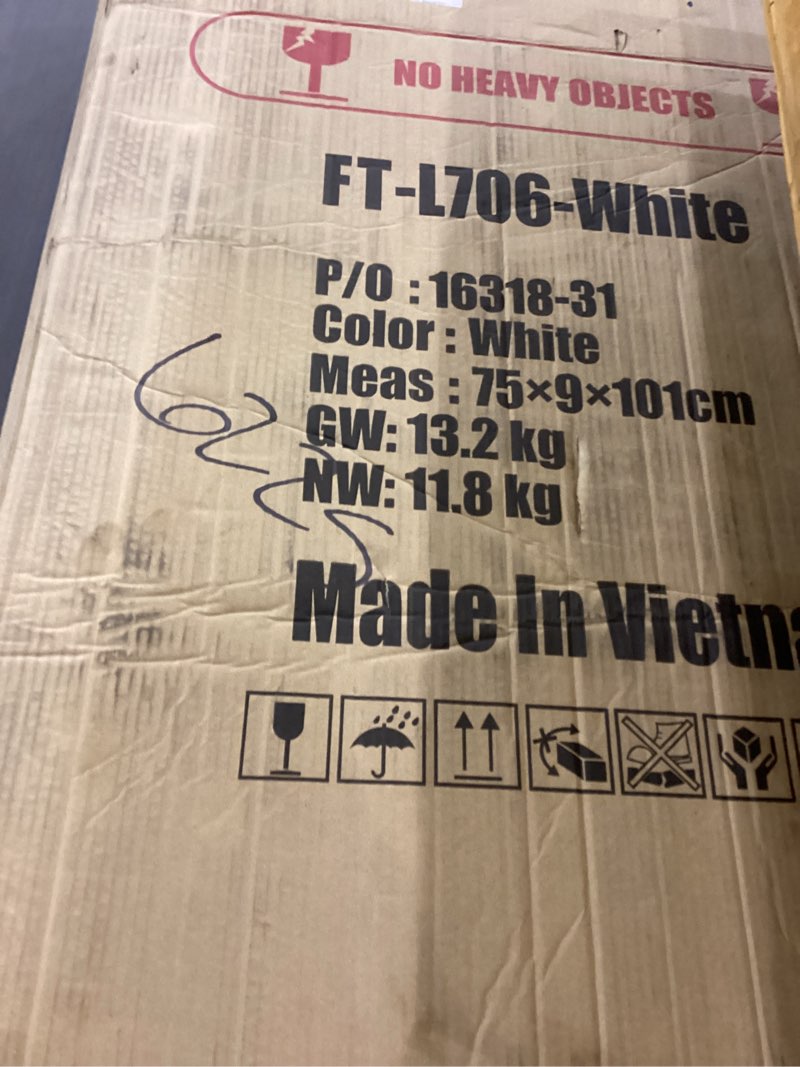 NO HEAVY OBJECTS
FT-L706-White
P/O : 16318-31
Color : White
Meas : 75×9×101cm
GW: 13.2 kg
NW: 11.8 kg
Made In Vietna